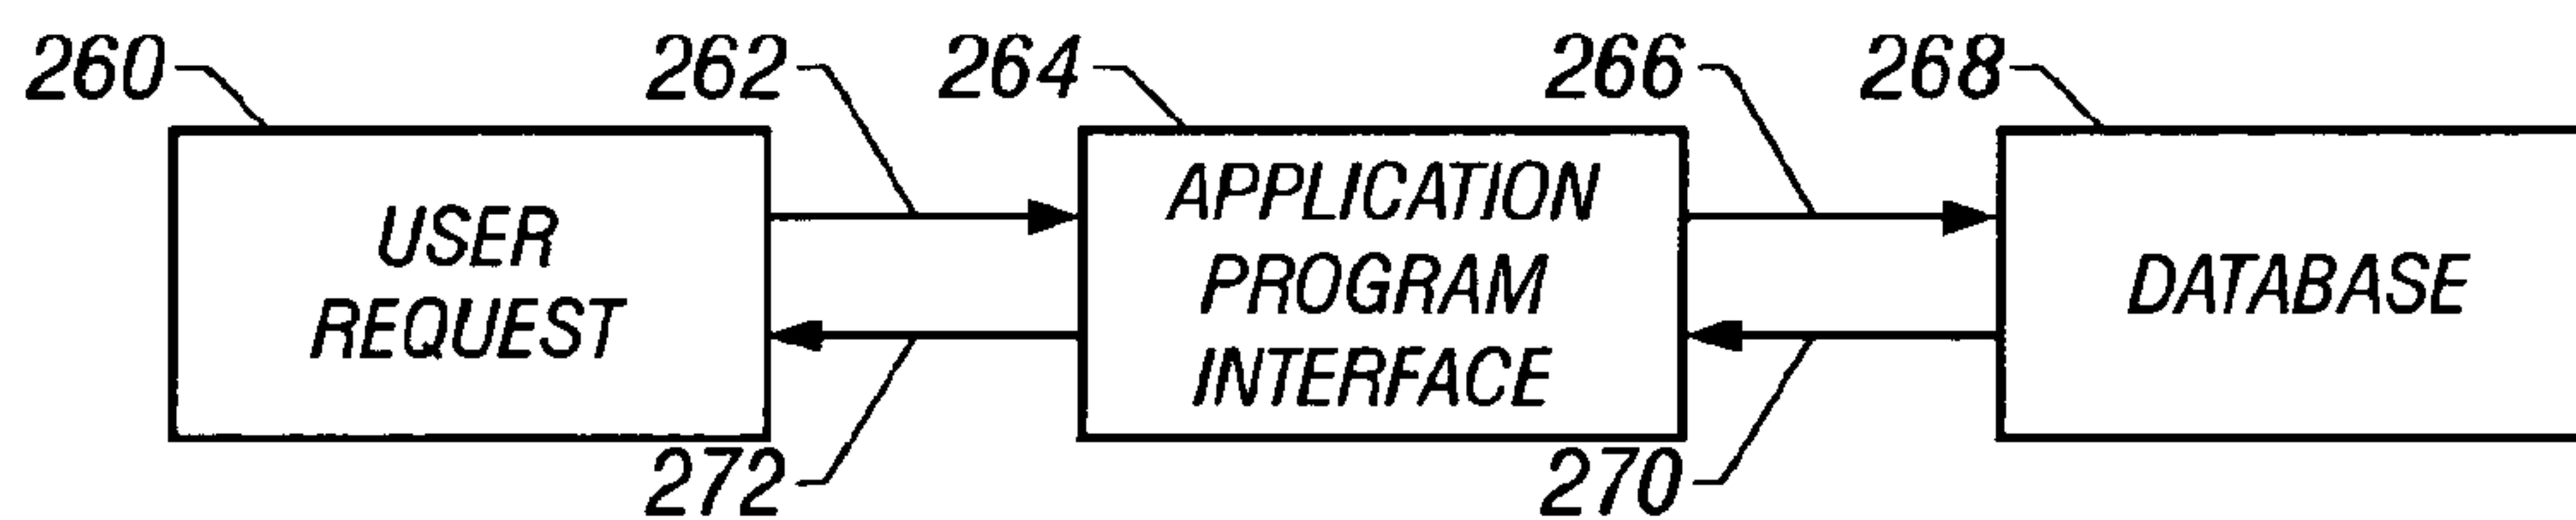 260
262
264
266
268
USER
REQUEST
APPLICATION
PROGRAM
INTERFACE
DATABASE
272
270